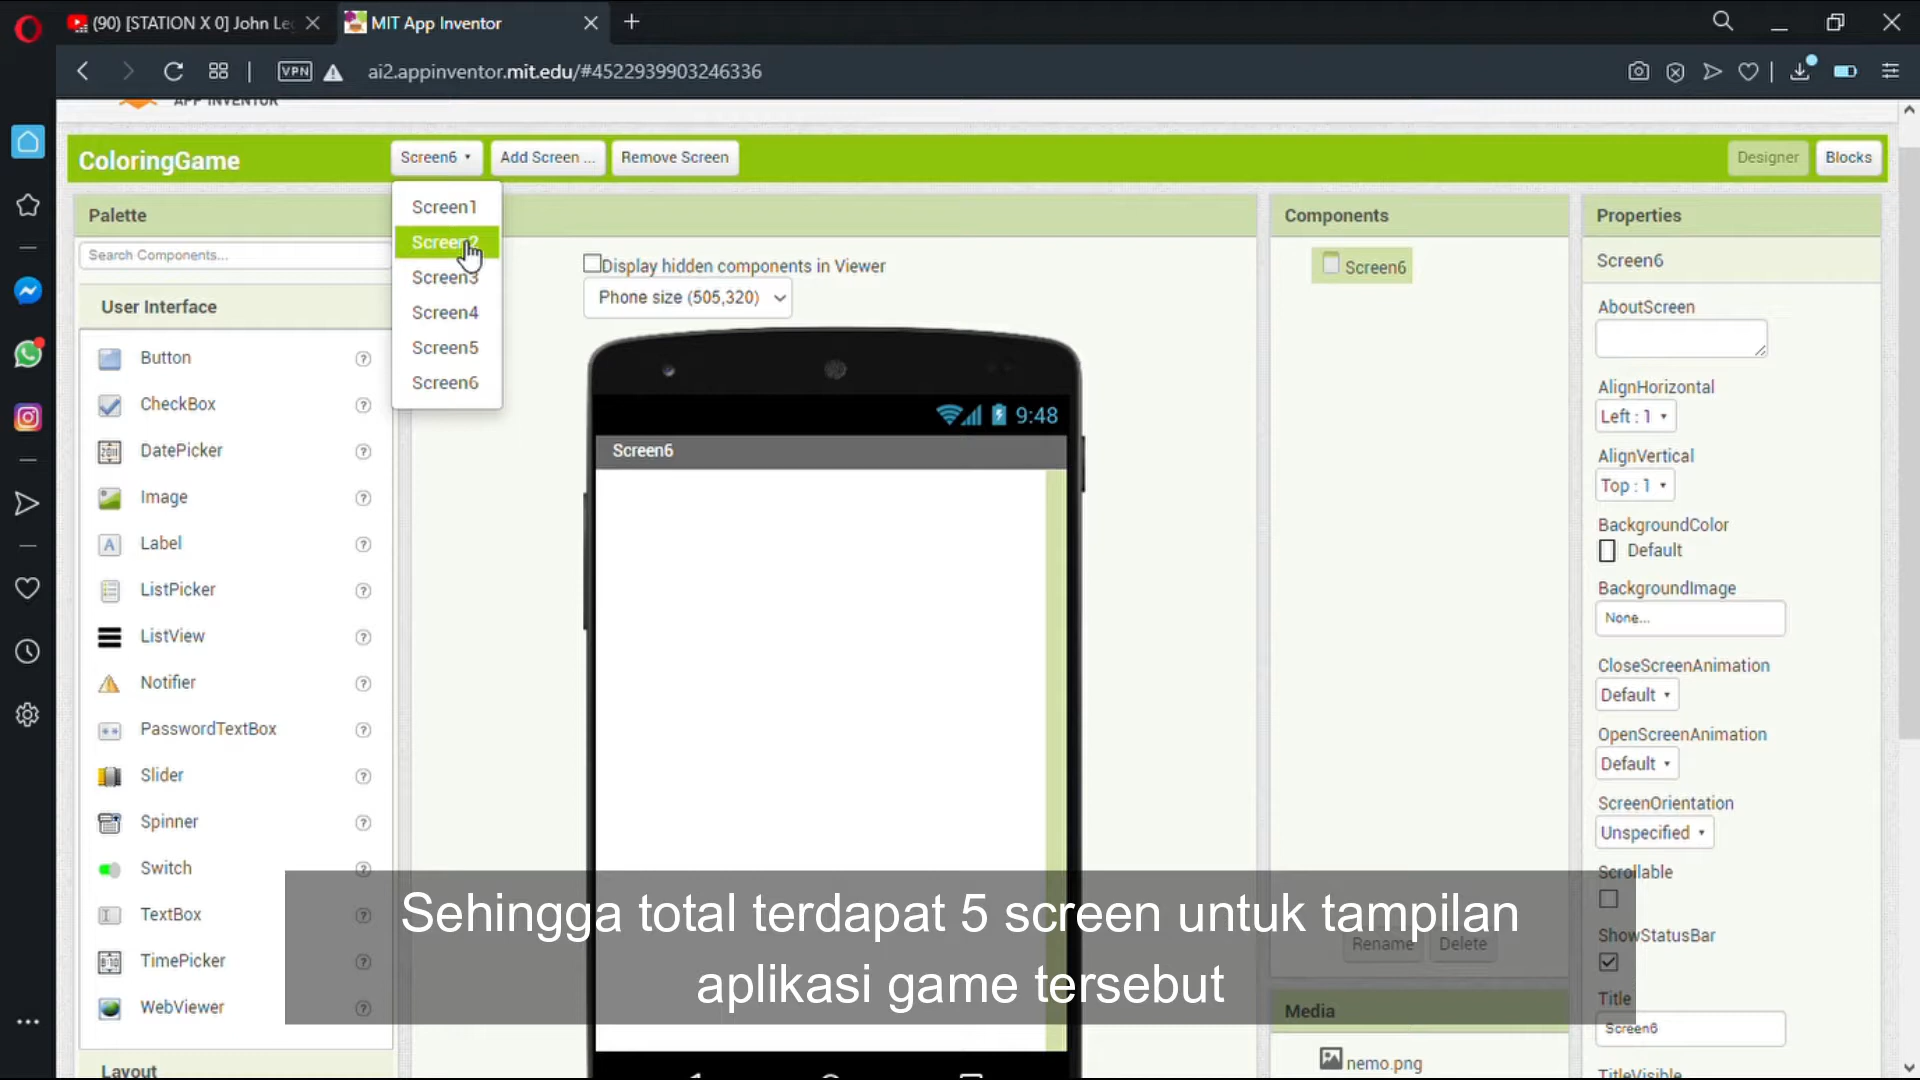 (90) [STATION X 0] John Le
MIT App Inventor
VPN
ai2.appinventor.mit.edu/#4522939903246336
APP INVENTOR
ColoringGame
Screen6
Add Screen ...
Remove Screen
Designer
Blocks
Screen1
Screen2
Screen3
Screen4
Screen5
Screen6
Palette
Search Components...
User Interface
Button
CheckBox
DatePicker
Image
Label
ListPicker
ListView
Notifier
PasswordTextBox
Slider
Spinner
Switch
TextBox
TimePicker
WebViewer
Layout
Display hidden components in Viewer
Phone size (505,320)
9:48
Screen6
Components
Screen6
Rename
Delete
Media
nemo.png
Properties
Screen6
AboutScreen
AlignHorizontal
Left : 1
AlignVertical
Top : 1
BackgroundColor
Default
BackgroundImage
None...
CloseScreenAnimation
Default
OpenScreenAnimation
Default
ScreenOrientation
Unspecified
Scrollable
ShowStatusBar
Title
Screen6
TitleVisible
Sehingga total terdapat 5 screen untuk tampilan
aplikasi game tersebut